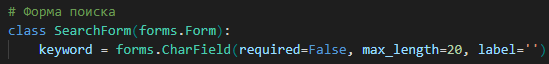 # Форма поиска
class SearchForm(forms.Form):
    keyword = forms.CharField(required=False, max_length=20, label='')